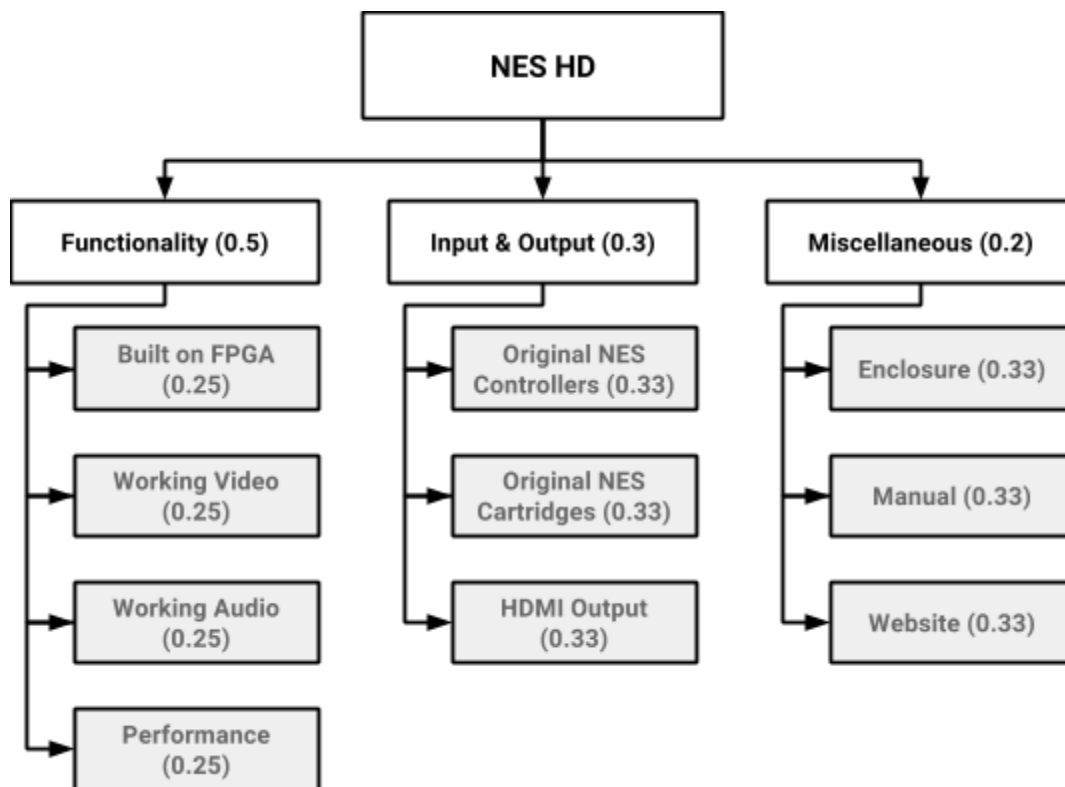 NES HD
Functionality (0.5)
Built on FPGA
(0.25)
Working Video
(0.25)
Working Audio
(0.25)
Performance
(0.25)
Input & Output (0.3)
Original NES
Controllers (0.33)
Original NES
Cartridges (0.33)
HDMI Output
(0.33)
Miscellaneous (0.2)
Enclosure (0.33)
Manual (0.33)
Website (0.33)